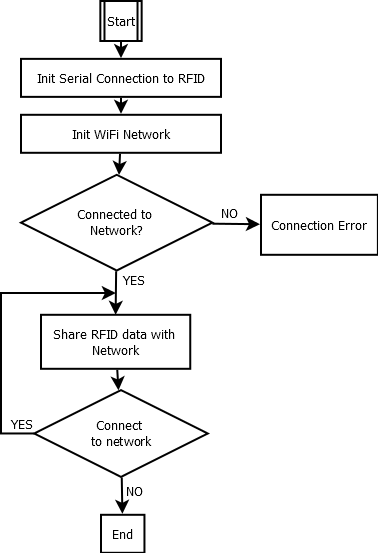 Start
Init Serial Connection to RFID
Init WiFi Network
Connected to
Network?
NO
Connection Error
YES
Share RFID data with
Network
YES
Connect
to network
NO
End